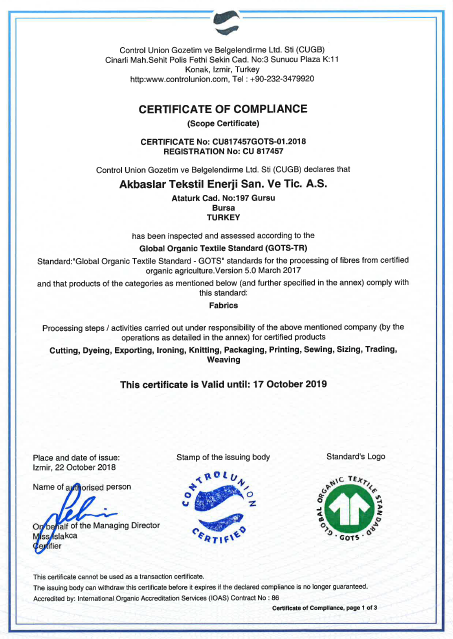 Control Union Gozetim ve Belgelendirme Ltd. Sti (CUGB)
Cinarli Mah.Sehit Polis Fethi Sekin Cad. No:3 Sunucu Plaza K:11
Konak, Izmir, Turkey
http:www.controlunion.com, Tel : +90-232-3479920
CERTIFICATE OF COMPLIANCE
(Scope Certificate)
CERTIFICATE No: CU817457GOTS-01.2018
REGISTRATION No: CU 817457
Control Union Gozetim ve Belgelendirme Ltd. Sti (CUGB) declares that
Akbaslar Tekstil Enerji San. Ve Tic. A.S.
Ataturk Cad. No:197 Gursu
Bursa
TURKEY
has been inspected and assessed according to the
Global Organic Textile Standard (GOTS-TR)
Standard:"Global Organic Textile Standard - GOTS" standards for the processing of fibres from certified
organic agriculture.Version 5.0 March 2017
and that products of the categories as mentioned below (and further specified in the annex) comply with
this standard:
Fabrics
Processing steps / activities carried out under responsibility of the above mentioned company (by the
operations as detailed in the annex) for certified products
Cutting, Dyeing, Exporting, Ironing, Knitting, Packaging, Printing, Sewing, Sizing, Trading,
Weaving
This certificate is Valid until: 17 October 2019
Place and date of issue:
Izmir, 22 October 2018
Name of authorised person
On behalf of the Managing Director
Certifier
Stamp of the issuing body
CONTROLUNION
CERTIFIED
Standard's Logo
GLOBAL ORGANIC TEXTILE STANDARD
· GOTS ·
This certificate cannot be used as a transaction certificate.
The issuing body can withdraw this certificate before it expires if the declared compliance is no longer guaranteed.
Accredited by: International Organic Accreditation Services (IOAS) Contract No : 86
Certificate of Compliance, page 1 of 3